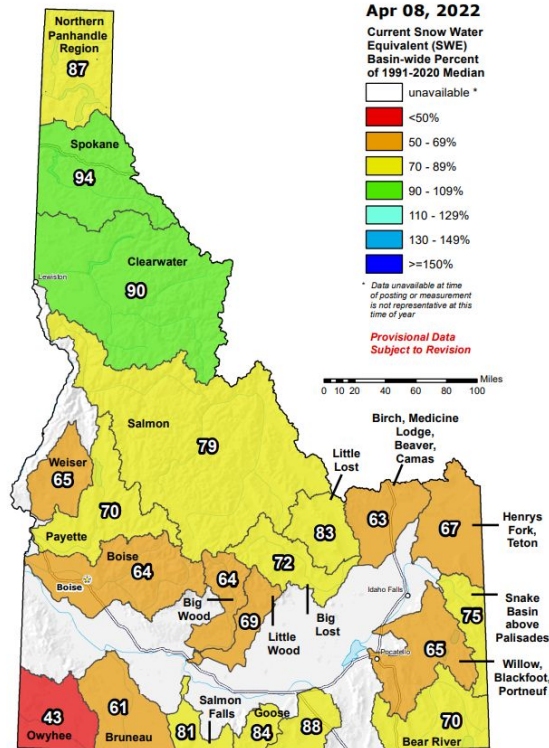 Apr 08, 2022
Current Snow Water
Equivalent (SWE)
Basin-wide Percent
of 1991-2020 Median
unavailable *
<50%
50 - 69%
70 - 89%
90 - 109%
110 - 129%
130 - 149%
>=150%
* Data unavailable at time
of posting or measurement
is not representative at this
time of year
Provisional Data
Subject to Revision
Miles
0 10 20 40 60 80 100
Northern
Panhandle
Region
87
Spokane
94
Clearwater
90
Lewiston
Salmon
79
Weiser
65
70
Payette
Little
Lost
83
Birch, Medicine
Lodge,
Beaver,
Camas
63
67
Henrys
Fork,
Teton
Boise
64
Boise
Big
Wood
64
69
Little
Wood
72
Big
Lost
Idaho Falls
Snake
Basin
above
Palisades
75
Pocatello
65
Willow,
Blackfoot,
Portneuf
43
Owyhee
61
Bruneau
Salmon
Falls
81
Goose
84
88
70
Bear River